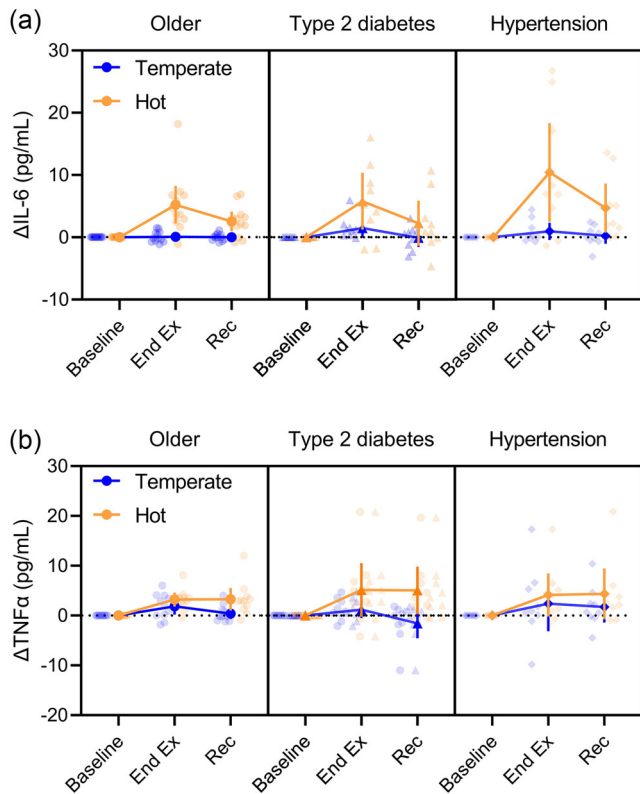 (a)
Older Type 2 diabetes Hypertension
30
20
10
0
-10
ΔIL-6 (pg/mL)
Temperate
Hot
Baseline End Ex Rec Baseline End Ex Rec Baseline End Ex Rec
(b)
Older Type 2 diabetes Hypertension
30
20
10
0
-10
-20
ΔTNFα (pg/mL)
Temperate
Hot
Baseline End Ex Rec Baseline End Ex Rec Baseline End Ex Rec